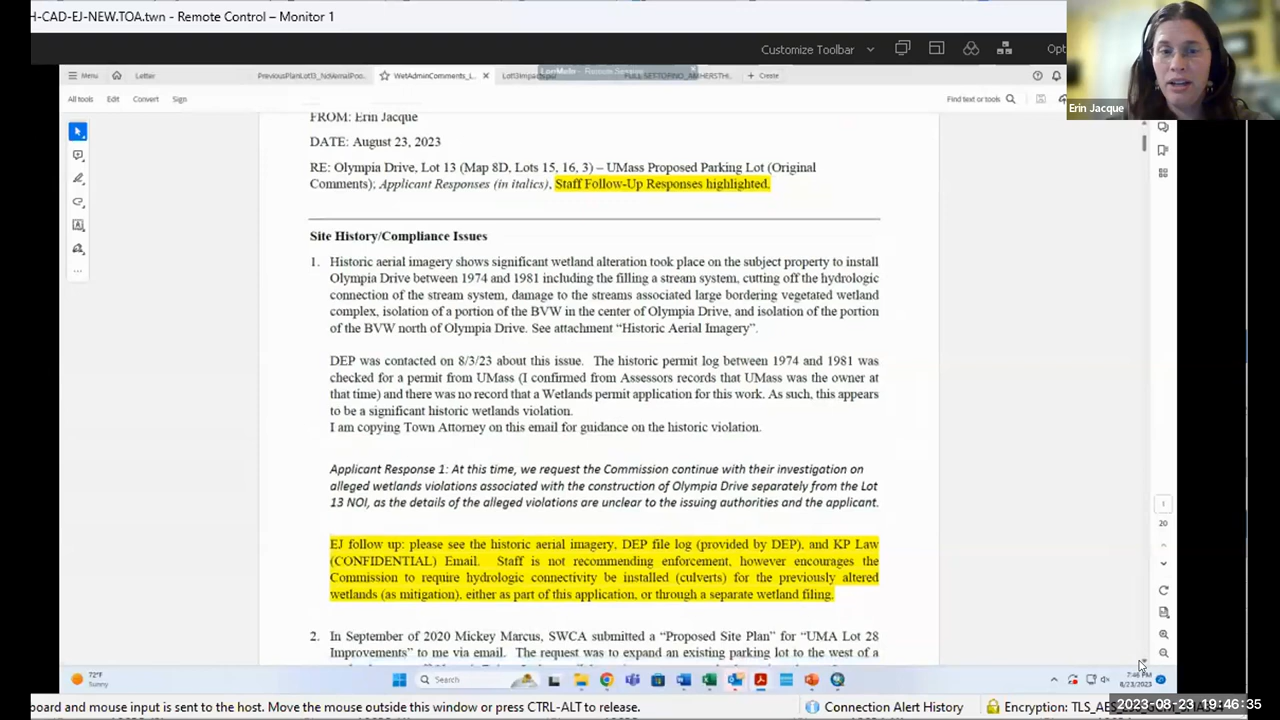 H-CAD-EJ-NEW.TOA.twn - Remote Control – Monitor 1
Customize Toolbar
Erin Jacque
Menu Letter PreviousPlanLot13_NoAerialPoo... WetAdminComments_L... Create
All tools Edit Convert Sign Find text or tools
FROM: Erin Jacque
DATE: August 23, 2023
RE: Olympia Drive, Lot 13 (Map 8D, Lots 15, 16, 3) – UMass Proposed Parking Lot (Original
Comments); Applicant Responses (in italics), Staff Follow-Up Responses highlighted.
Site History/Compliance Issues
1. Historic aerial imagery shows significant wetland alteration took place on the subject property to install
Olympia Drive between 1974 and 1981 including the filling a stream system, cutting off the hydrologic
connection of the stream system, damage to the streams associated large bordering vegetated wetland
complex, isolation of a portion of the BVW in the center of Olympia Drive, and isolation of the portion
of the BVW north of Olympia Drive. See attachment “Historic Aerial Imagery”.
DEP was contacted on 8/3/23 about this issue. The historic permit log between 1974 and 1981 was
checked for a permit from UMass (I confirmed from Assessors records that UMass was the owner at
that time) and there was no record that a Wetlands permit application for this work. As such, this appears
to be a significant historic wetlands violation.
I am copying Town Attorney on this email for guidance on the historic violation.
Applicant Response 1: At this time, we request the Commission continue with their investigation on
alleged wetlands violations associated with the construction of Olympia Drive separately from the Lot
13 NOI, as the details of the alleged violations are unclear to the issuing authorities and the applicant.
EJ follow up: please see the historic aerial imagery, DEP file log (provided by DEP), and KP Law
(CONFIDENTIAL) Email. Staff is not recommending enforcement, however encourages the
Commission to require hydrologic connectivity be installed (culverts) for the previously altered
wetlands (as mitigation), either as part of this application, or through a separate wetland filing.
2. In September of 2020 Mickey Marcus, SWCA submitted a “Proposed Site Plan” for “UMA Lot 28
Improvements” to me via email. The request was to expand an existing parking lot to the west of a
1
20
72°F
Sunny
Search
7:46 PM
8/23/2023
board and mouse input is sent to the host. Move the mouse outside this window or press CTRL-ALT to release.
Connection Alert History
Encryption: TLS_AES
2023-08-23 19:46:35